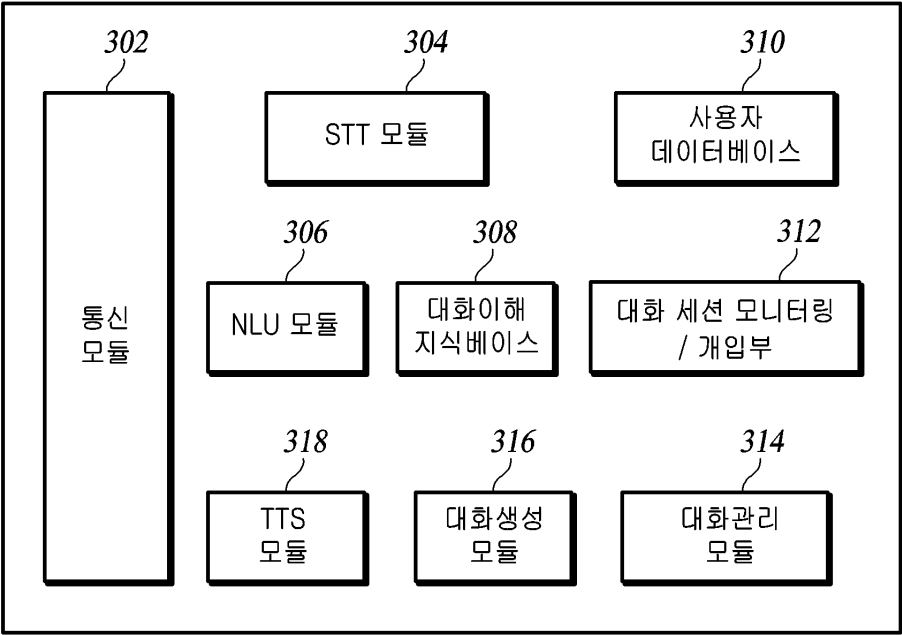 302
304
310
STT 모듈
사용자
데이터베이스
306
308
312
통신
모듈
NLU 모듈
대화이해
지식베이스
대화 세션 모니터링
/ 개입부
318
316
314
TTS
모듈
대화생성
모듈
대화관리
모듈